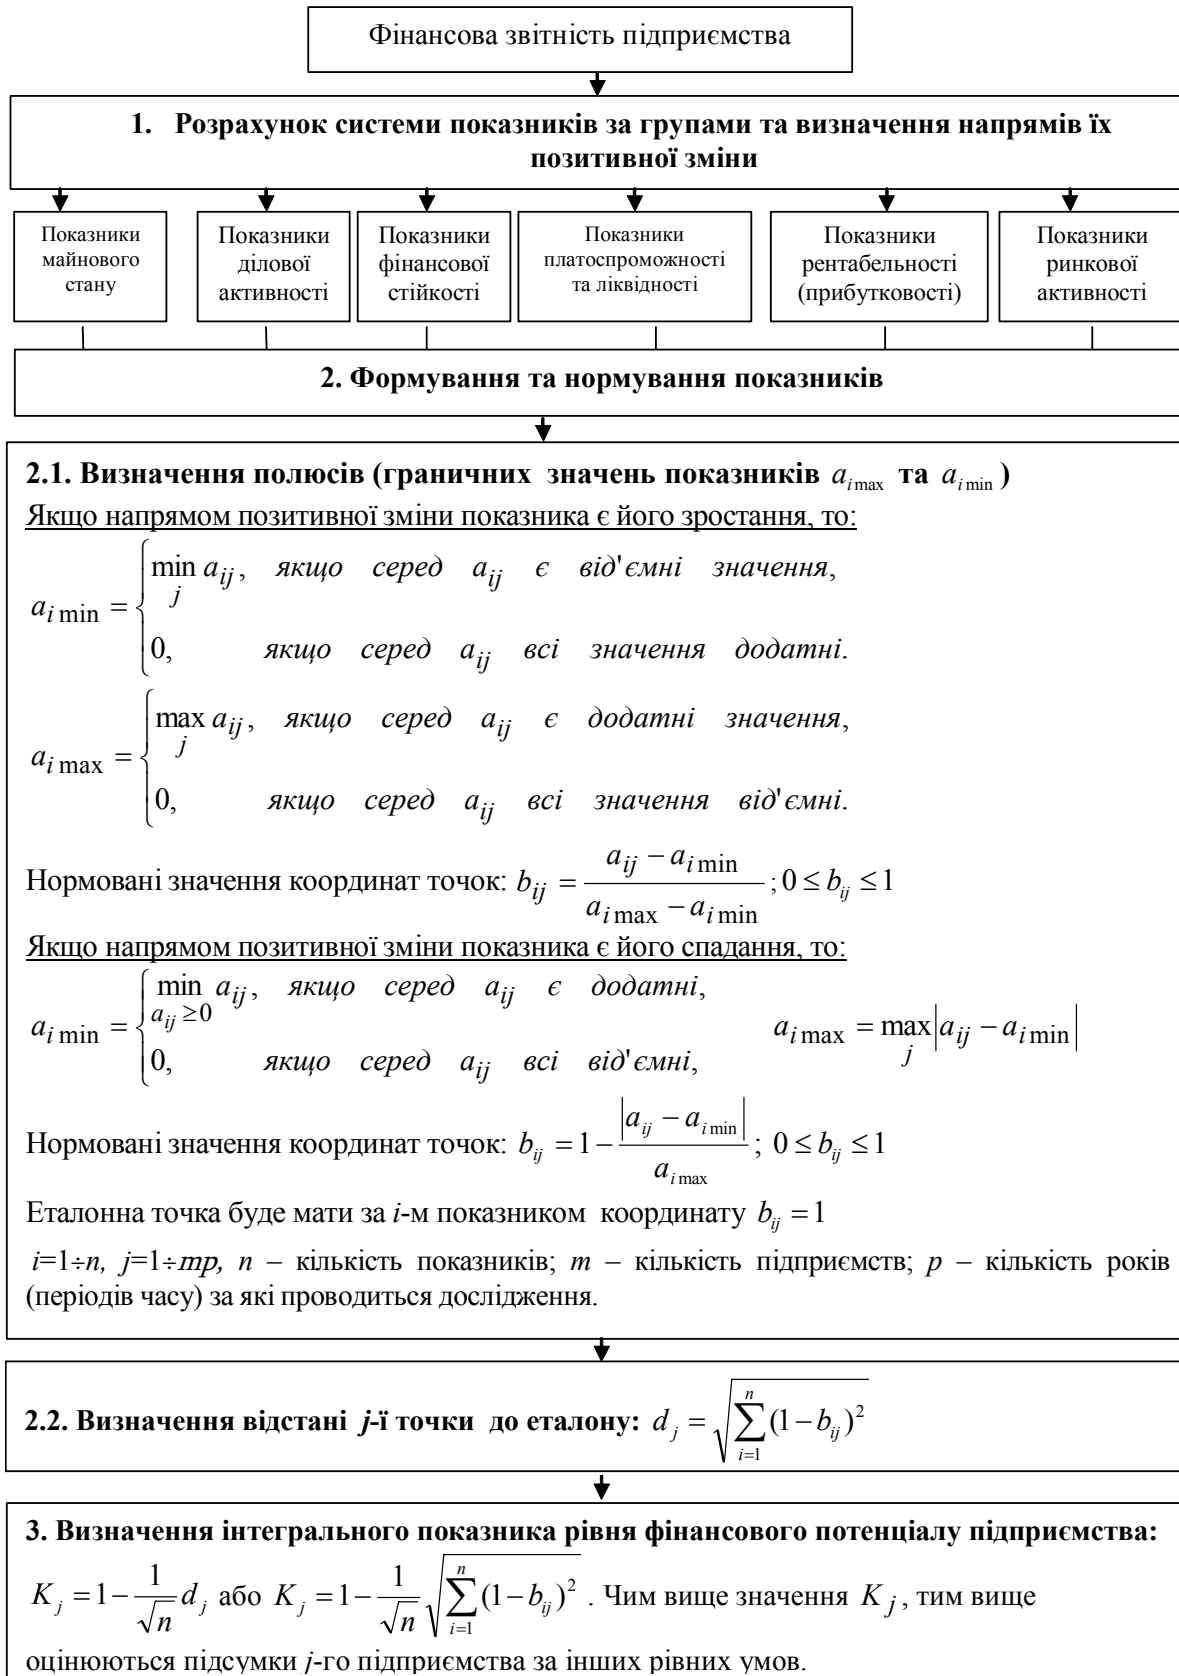 Фінансова звітність підприємства
1. Розрахунок системи показників за групами та визначення напрямів їх
позитивної зміни
Показники
майнового
стану
Показники
ділової
активності
Показники
фінансової
стійкості
Показники
платоспроможності
та ліквідності
Показники
рентабельності
(прибутковості)
Показники
ринкової
активності
2. Формування та нормування показників
2.1. Визначення полюсів (граничних значень показників a_{i max} та a_{i min})
Якщо напрямом позитивної зміни показника є його зростання, то:
a_{i min} = { min_j a_{ij}, якщо серед a_{ij} є від'ємні значення,
0, якщо серед a_{ij} всі значення додатні.
a_{i max} = { max_j a_{ij}, якщо серед a_{ij} є додатні значення,
0, якщо серед a_{ij} всі значення від'ємні.
Нормовані значення координат точок: b_{ij} = (a_{ij} − a_{i min}) / (a_{i max} − a_{i min}); 0 ≤ b_{ij} ≤ 1
Якщо напрямом позитивної зміни показника є його спадання, то:
a_{i min} = { min_{a_{ij} ≥ 0} a_{ij}, якщо серед a_{ij} є додатні,
0, якщо серед a_{ij} всі від'ємні,
a_{i max} = max_j |a_{ij} − a_{i min}|
Нормовані значення координат точок: b_{ij} = 1 − |a_{ij} − a_{i min}| / a_{i max}; 0 ≤ b_{ij} ≤ 1
Еталонна точка буде мати за i-м показником координату b_{ij} = 1
i=1÷n, j=1÷mp, n – кількість показників; m – кількість підприємств; p – кількість років
(періодів часу) за які проводиться дослідження.
2.2. Визначення відстані j-ї точки до еталону: d_j = √(∑_{i=1}^{n} (1 − b_{ij})²)
3. Визначення інтегрального показника рівня фінансового потенціалу підприємства:
K_j = 1 − (1/√n) d_j або K_j = 1 − (1/√n) √(∑_{i=1}^{n} (1 − b_{ij})²). Чим вище значення K_j, тим вище
оцінюються підсумки j-го підприємства за інших рівних умов.